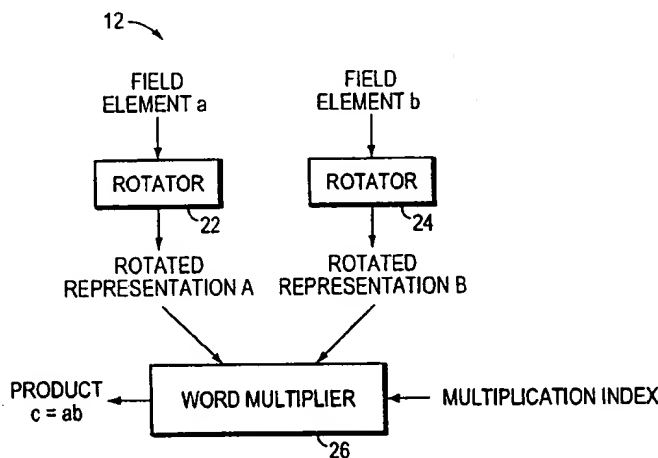 12
FIELD
ELEMENT a
FIELD
ELEMENT b
ROTATOR
22
ROTATOR
24
ROTATED
REPRESENTATION A
ROTATED
REPRESENTATION B
PRODUCT
c = ab
WORD MULTIPLIER
26
MULTIPLICATION INDEX